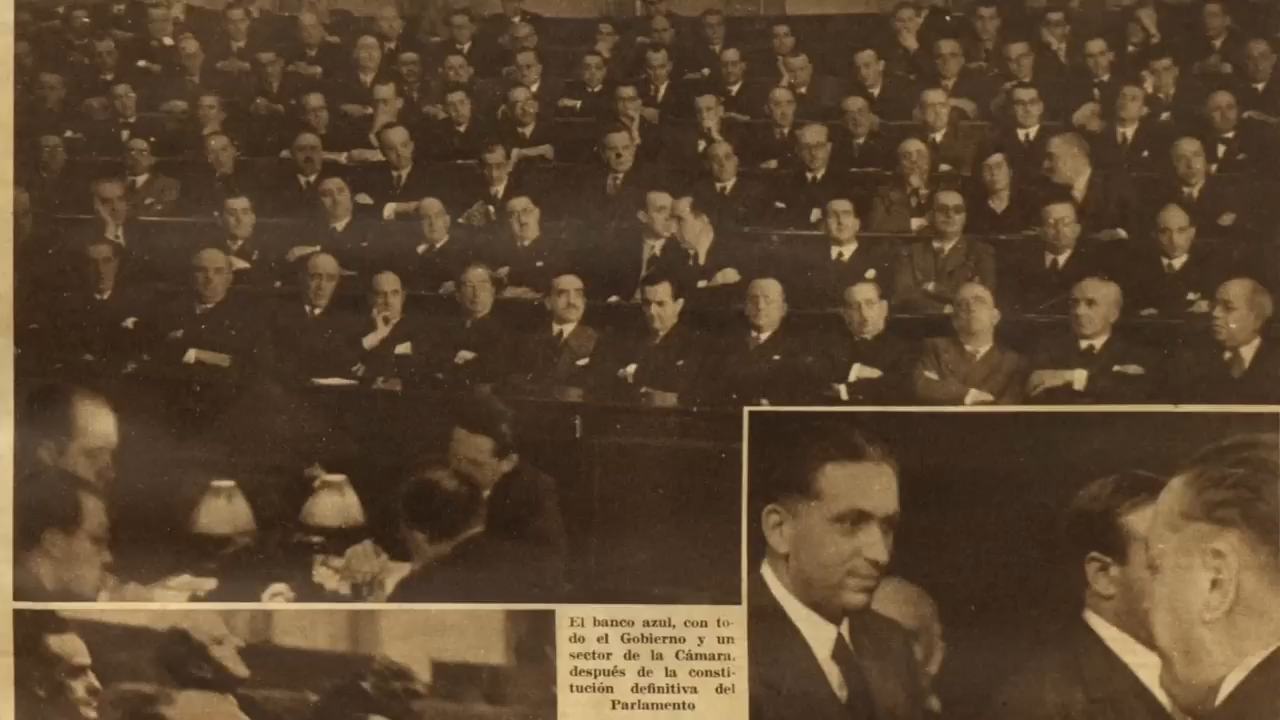 El banco azul, con to-
do el Gobierno y un
sector de la Cámara,
después de la consti-
tución definitiva del
Parlamento